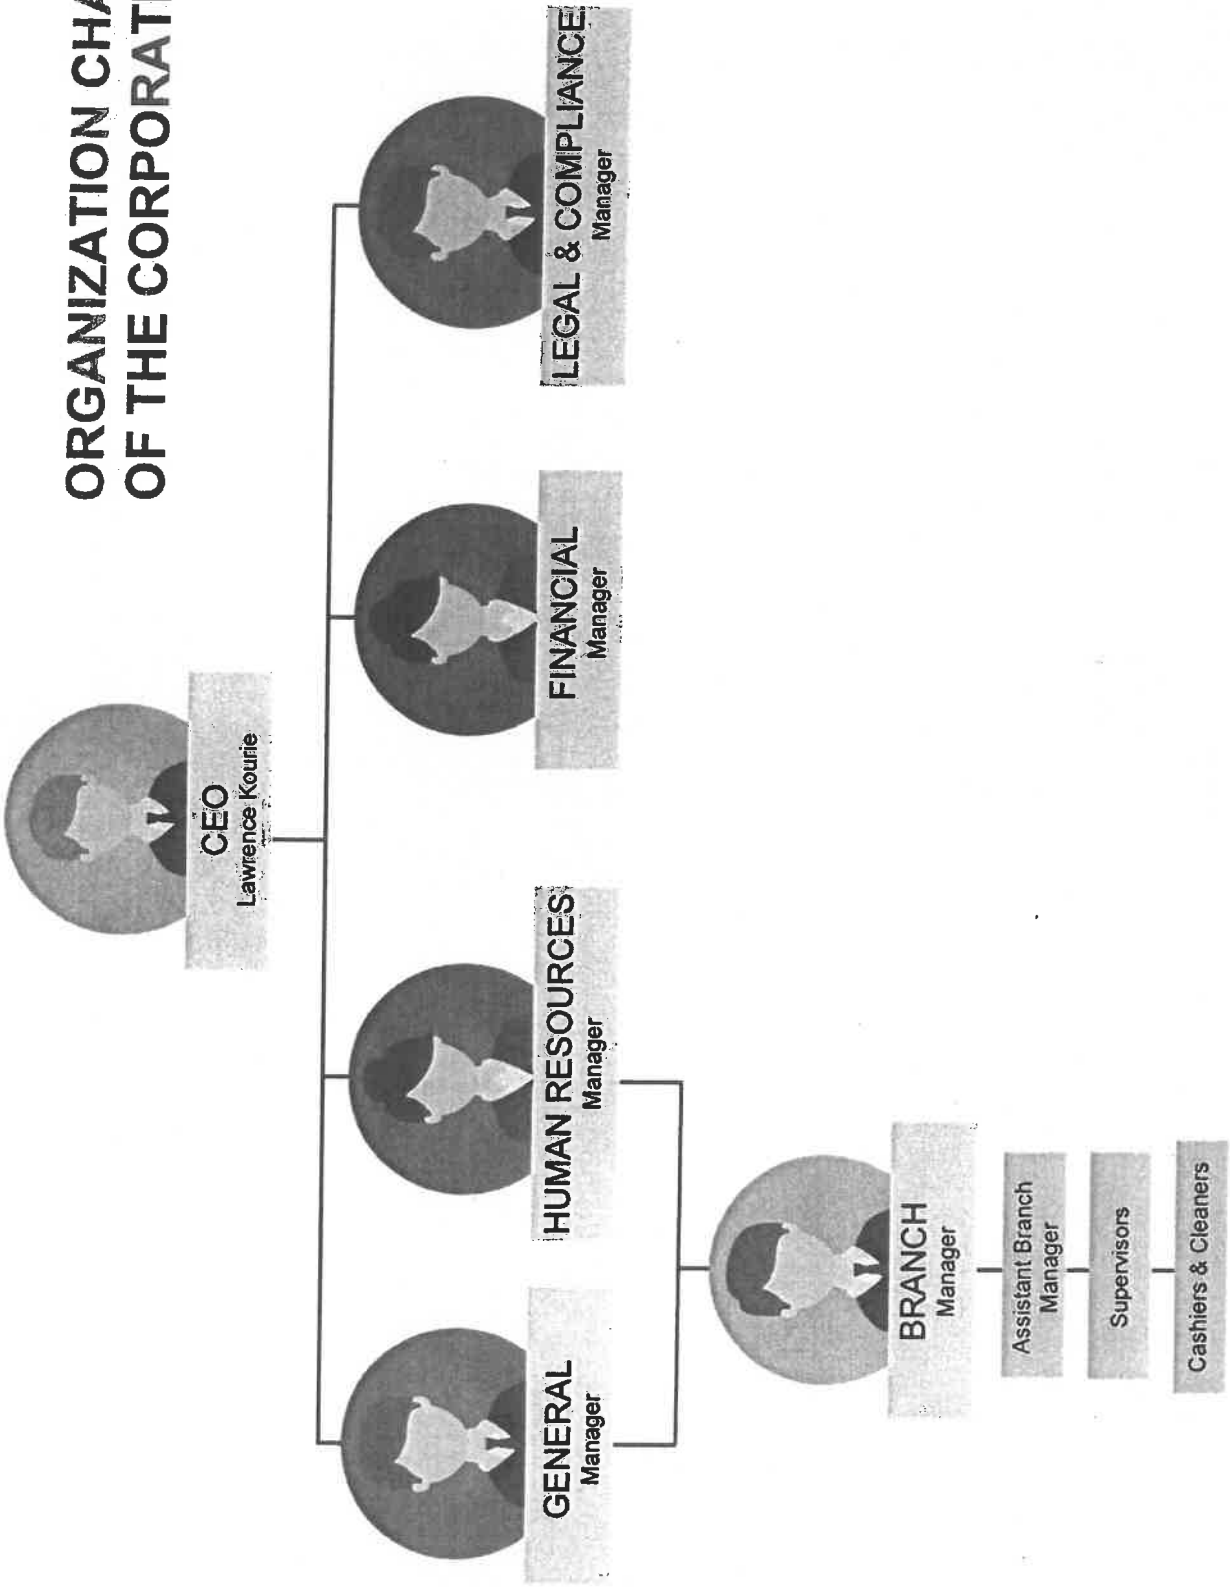 ORGANIZATION CHA
OF THE CORPORATI
CEO
Lawrence Kourie
GENERAL
Manager
HUMAN RESOURCES
Manager
FINANCIAL
Manager
LEGAL & COMPLIANCE
Manager
BRANCH
Manager
Assistant Branch
Manager
Supervisors
Cashiers & Cleaners